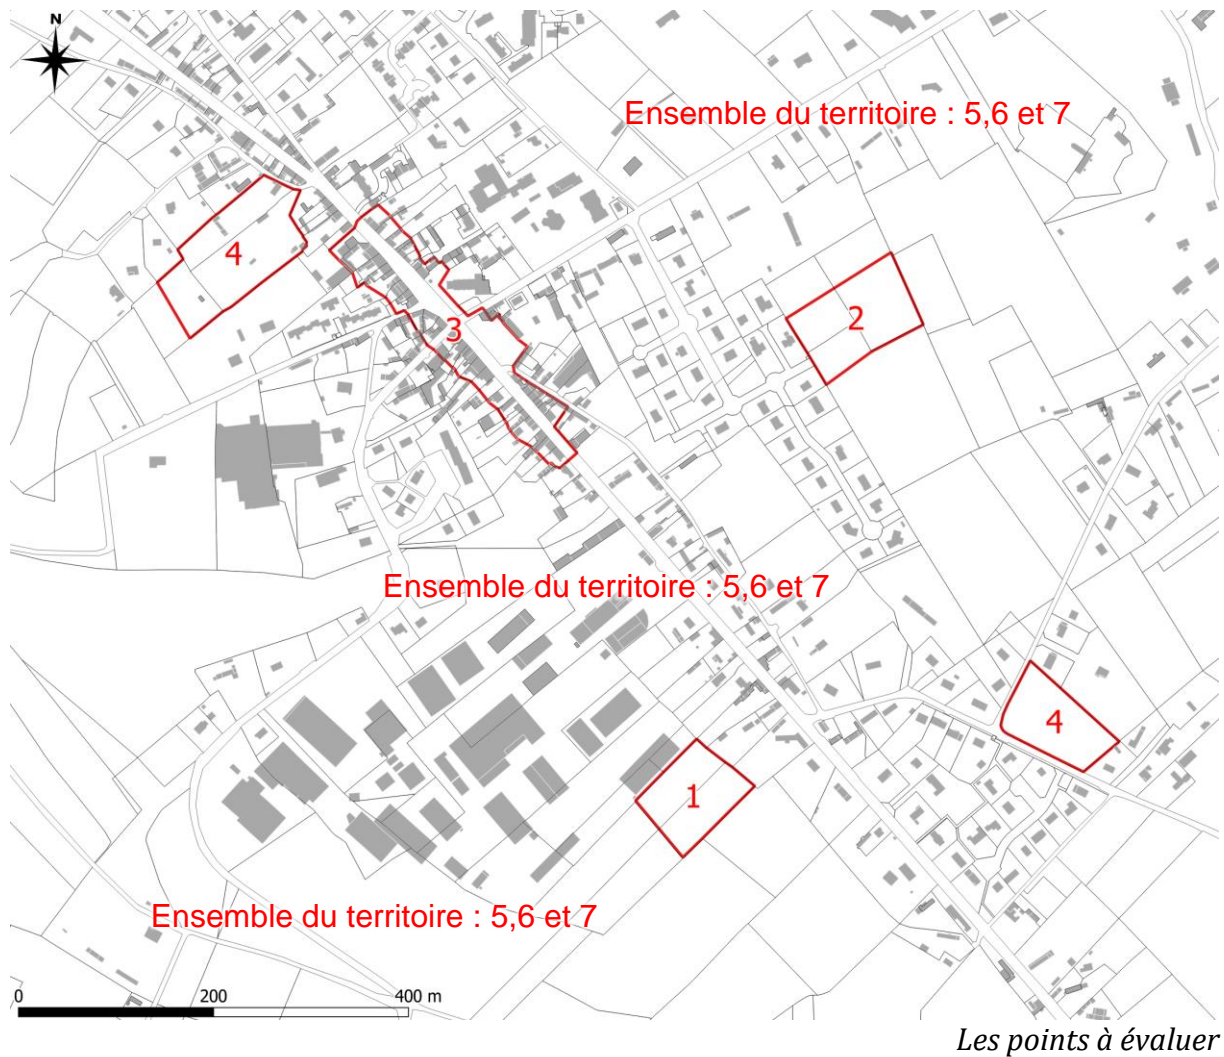 N
Ensemble du territoire : 5,6 et 7
4
2
3
Ensemble du territoire : 5,6 et 7
4
1
Ensemble du territoire : 5,6 et 7
0 200 400 m
Les points à évaluer